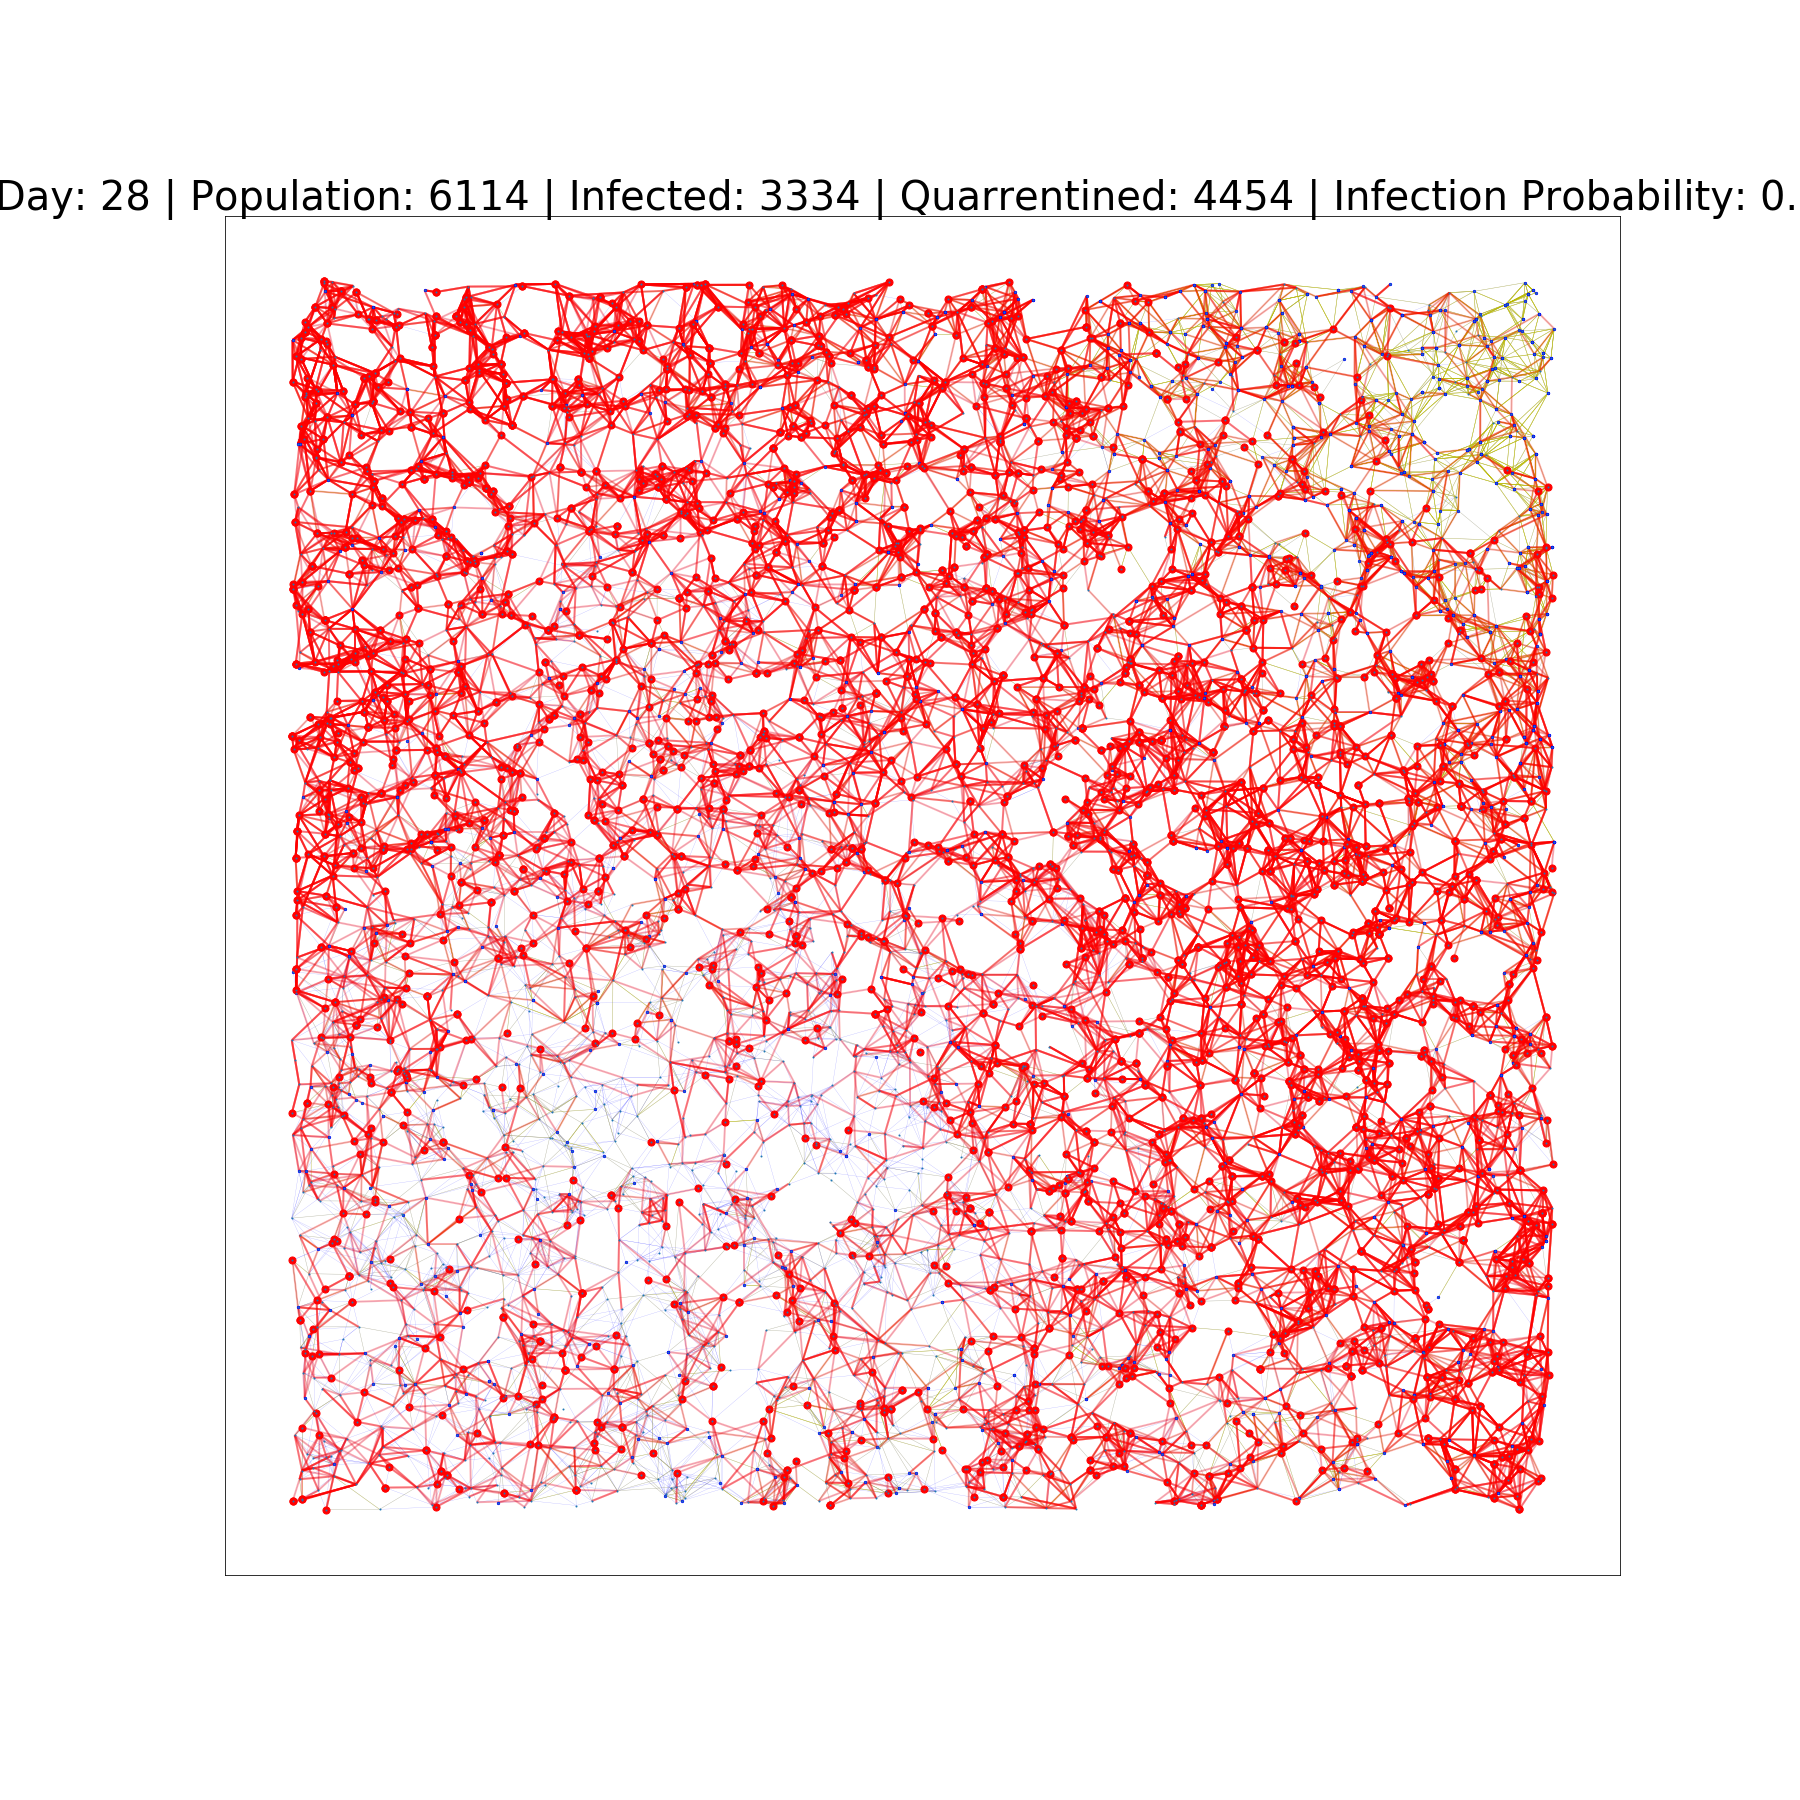 Day: 28 | Population: 6114 | Infected: 3334 | Quarrentined: 4454 | Infection Probability: 0.